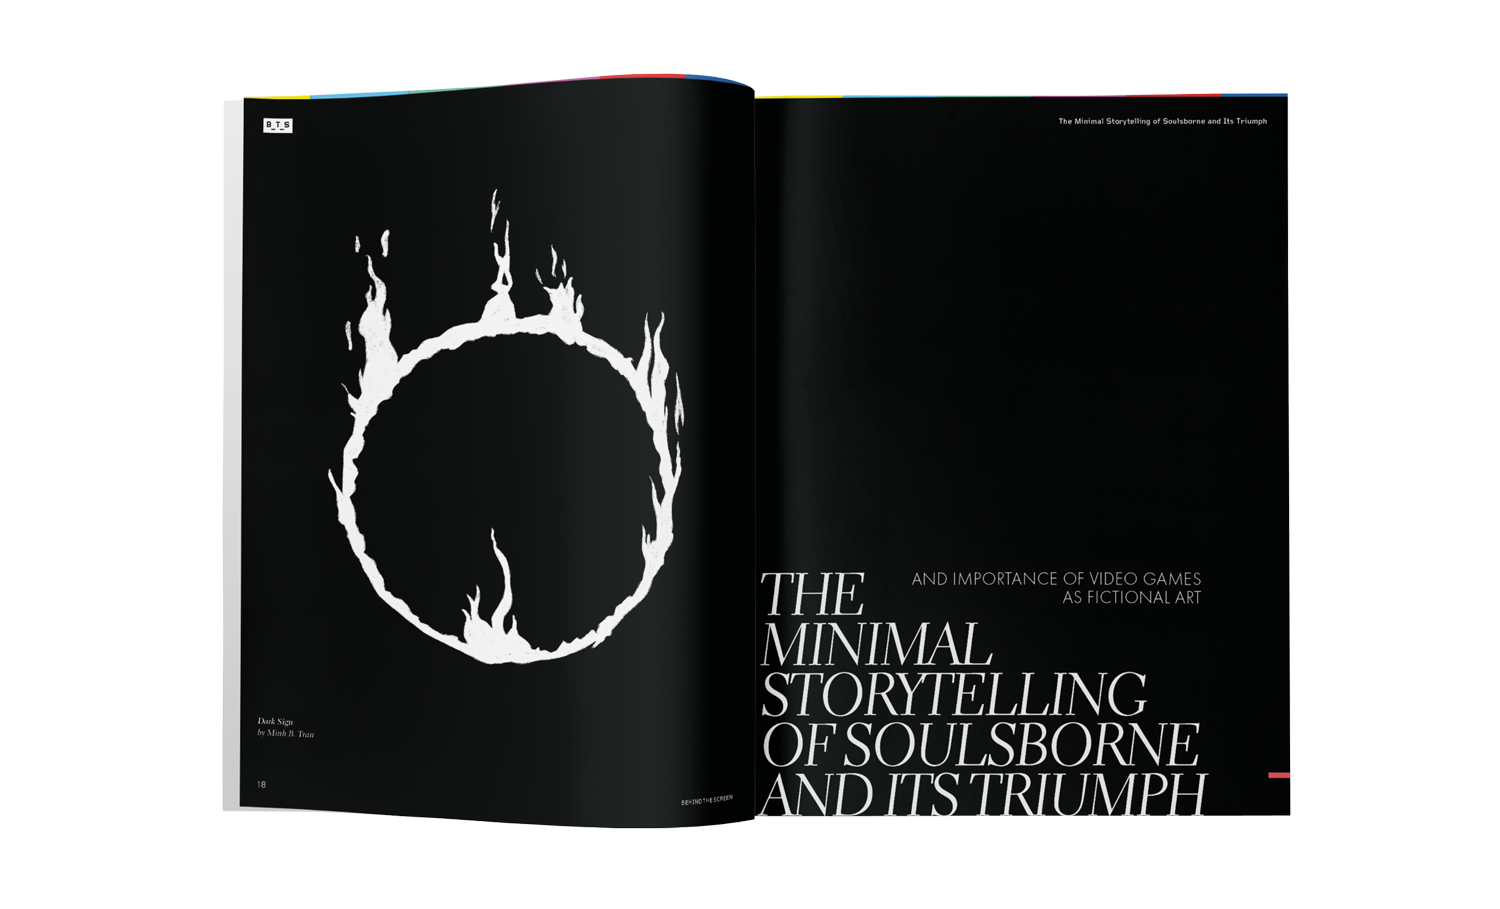 BTS
Dark Sign
by Minh B. Tran
18
BEHIND THE SCREEN
The Minimal Storytelling of Soulsborne and Its Triumph
AND IMPORTANCE OF VIDEO GAMES
AS FICTIONAL ART
THE
MINIMAL
STORYTELLING
OF SOULSBORNE
AND ITS TRIUMPH